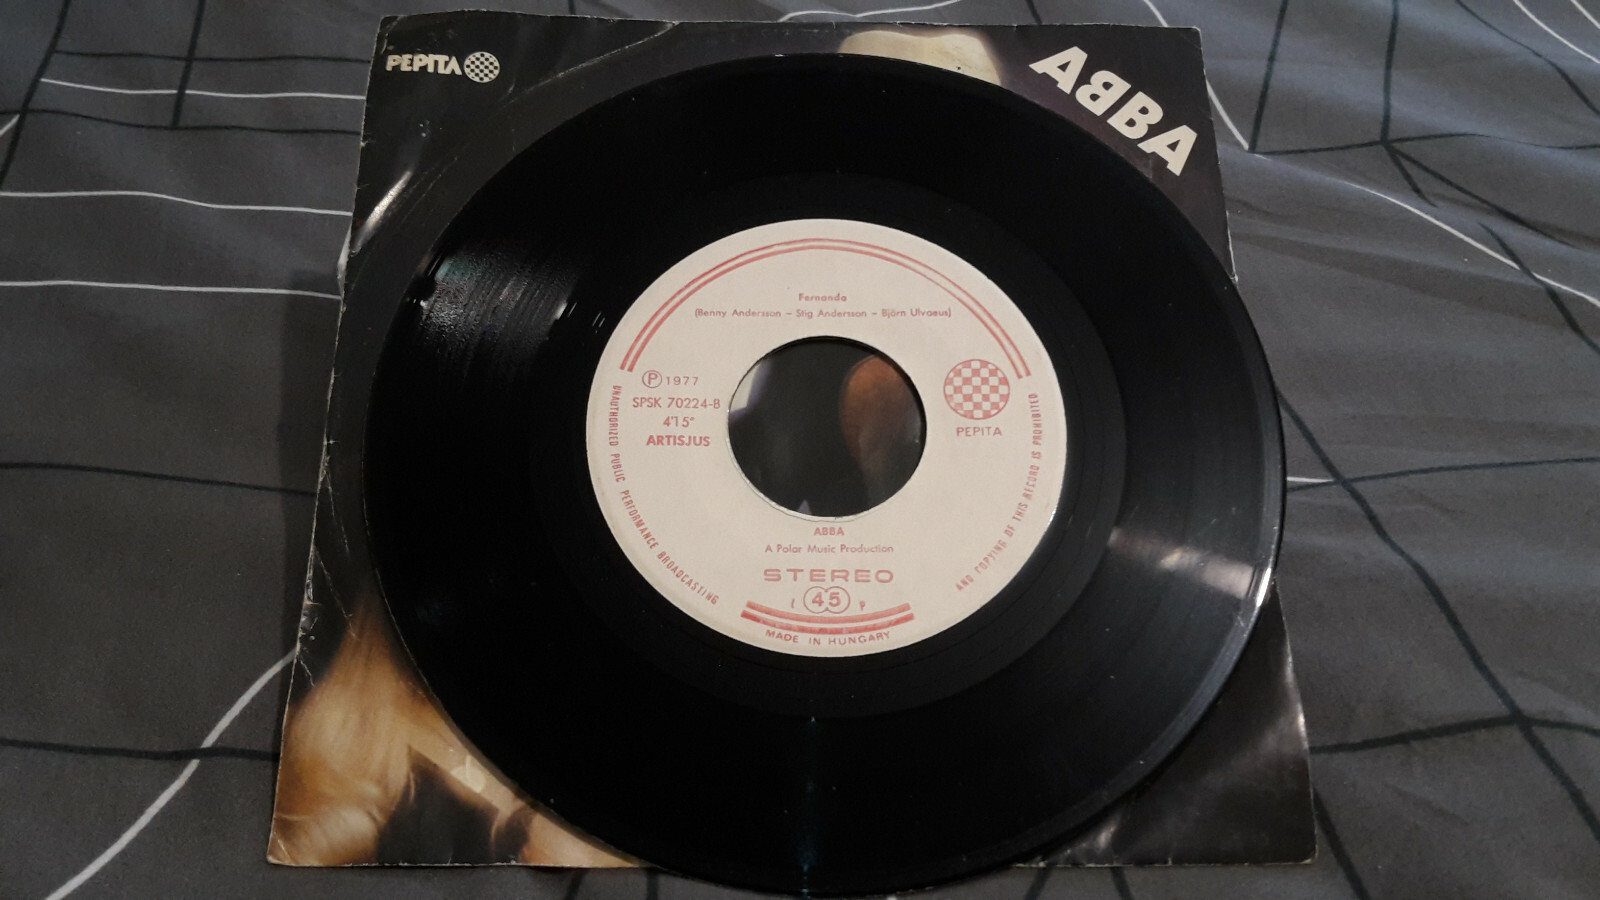 PEPITA
AᗺBA
Fernando
(Benny Andersson – Stig Andersson – Björn Ulvaeus)
Ⓟ 1977
SPSK 70224-B
4'15"
ARTISJUS
PEPITA
UNAUTHORIZED PUBLIC PERFORMANCE BROADCASTING
AND COPYING OF THIS RECORD IS PROHIBITED
ABBA
A Polar Music Production
STEREO
L 45 P
MADE IN HUNGARY